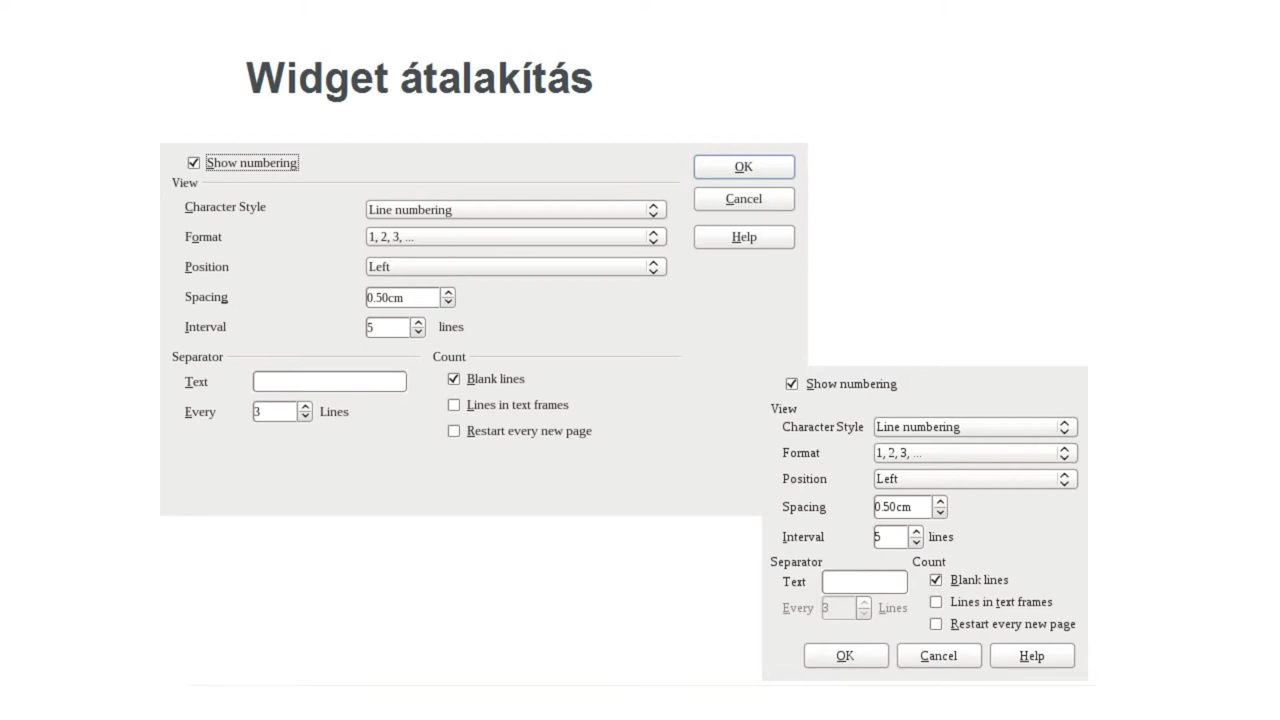 Widget átalakítás
Show numbering
OK
View
Cancel
Character Style
Line numbering
Format
1, 2, 3, ...
Help
Position
Left
Spacing
0.50cm
Interval
5
lines
Separator
Count
Text
Blank lines
Every
3
Lines
Lines in text frames
Restart every new page
Show numbering
View
Character Style
Line numbering
Format
1, 2, 3, ...
Position
Left
Spacing
0.50cm
Interval
5
lines
Separator
Count
Text
Blank lines
Every
3
Lines
Lines in text frames
Restart every new page
OK
Cancel
Help